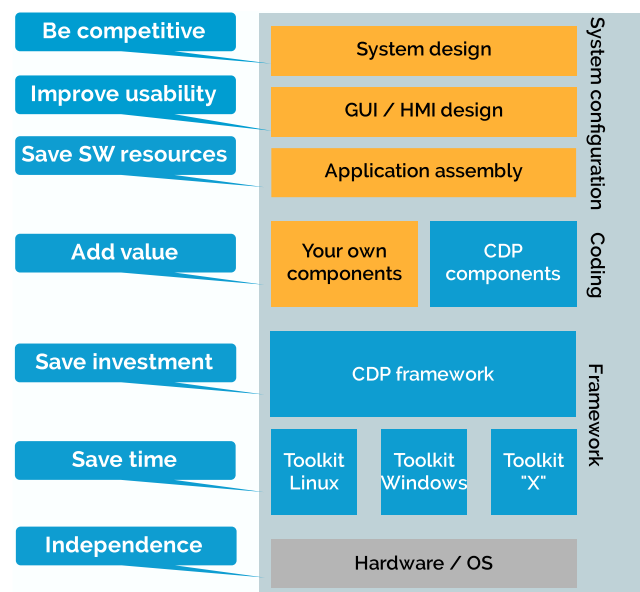 Be competitive
System design
Improve usability
GUI / HMI design
Save SW resources
Application assembly
System configuration
Add value
Your own
components
CDP
components
Coding
Save investment
CDP framework
Framework
Save time
Toolkit
Linux
Toolkit
Windows
Toolkit
"X"
Independence
Hardware / OS